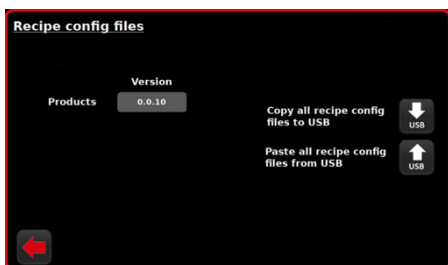 Recipe config files
Version
Products 0.0.10
Copy all recipe config
files to USB
USB
Paste all recipe config
files from USB
USB